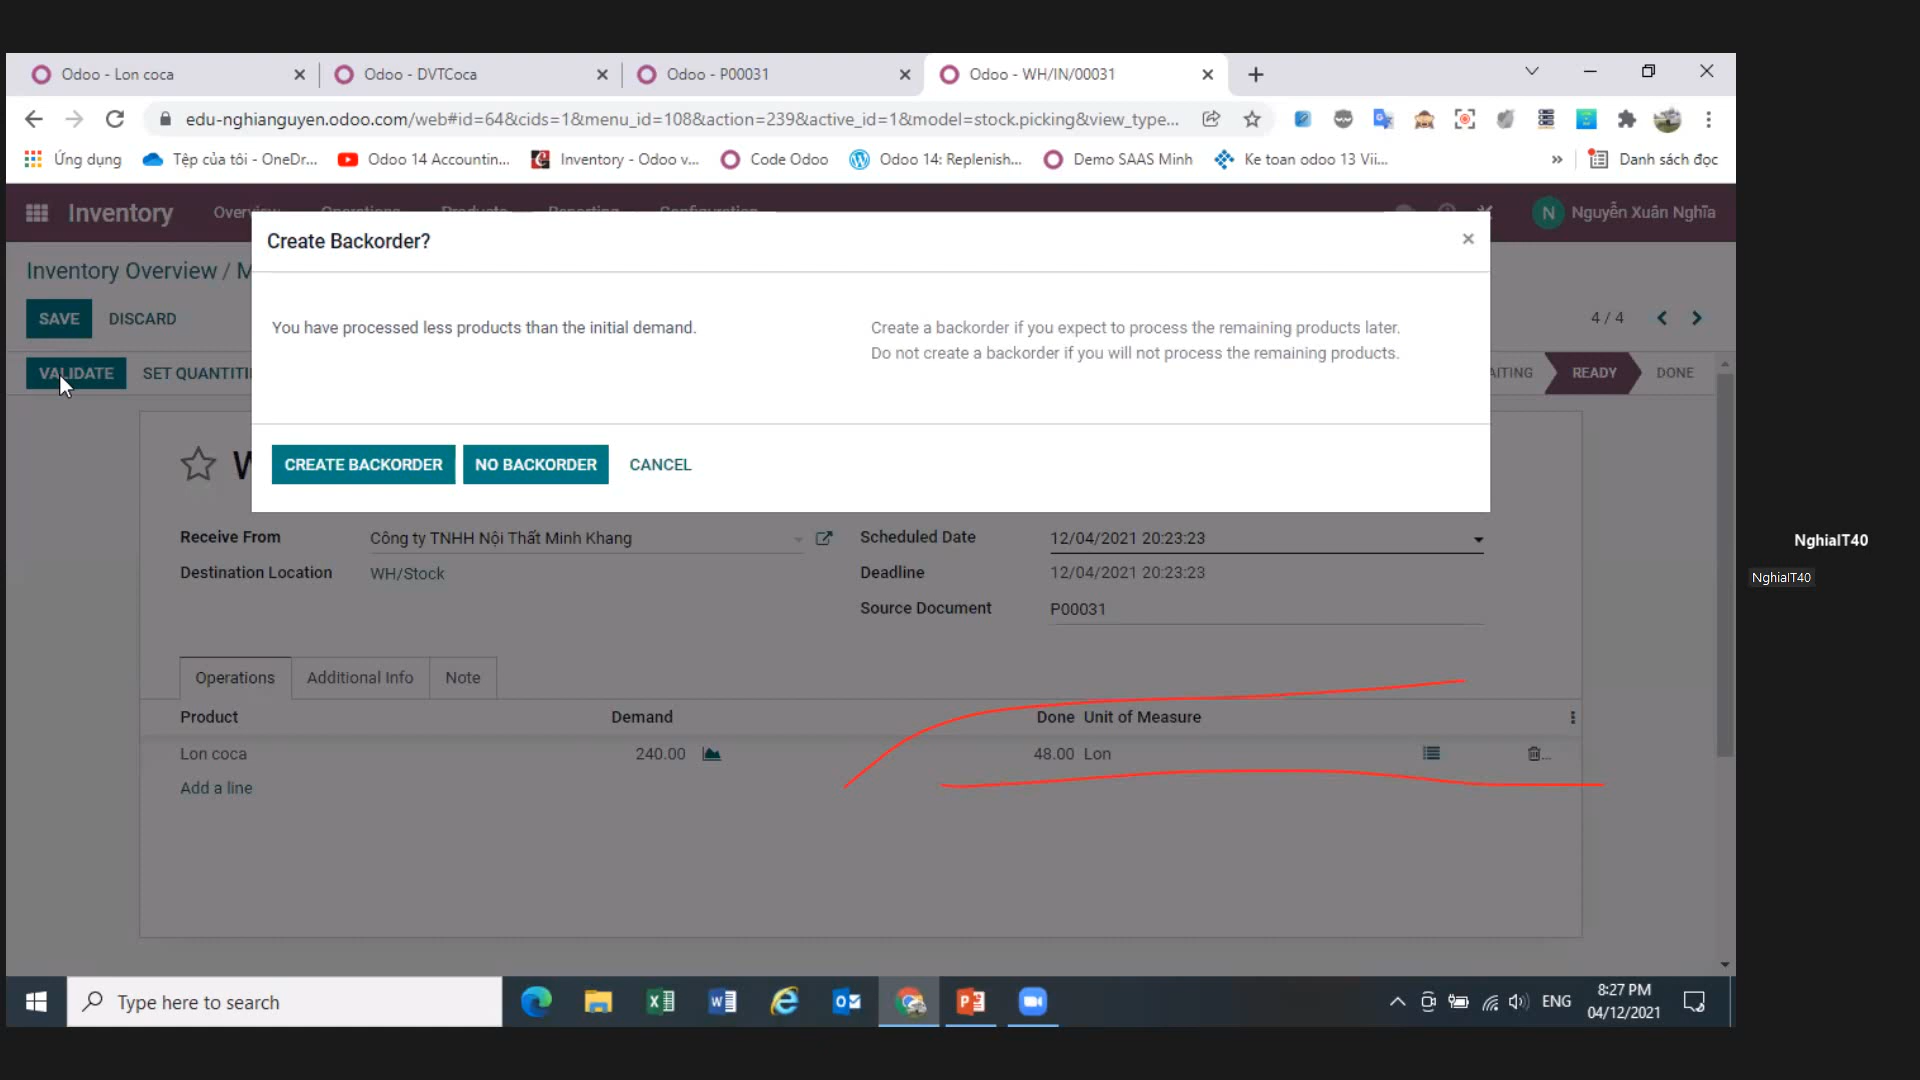 Odoo - Lon coca
Odoo - DVTCoca
Odoo - P00031
Odoo - WH/IN/00031
edu-nghianguyen.odoo.com/web#id=64&cids=1&menu_id=108&action=239&active_id=1&model=stock.picking&view_type...
Ứng dụng
Tệp của tôi - OneDr...
Odoo 14 Accountin...
Inventory - Odoo v...
Code Odoo
Odoo 14: Replenish...
Demo SAAS Minh
Ke toan odoo 13 Vii...
»
Danh sách đọc
Inventory
Overview
Operations
Products
Reporting
Configuration
N
Nguyễn Xuân Nghĩa
Create Backorder?
Inventory Overview / M
SAVE
DISCARD
You have processed less products than the initial demand.
Create a backorder if you expect to process the remaining products later.
Do not create a backorder if you will not process the remaining products.
4 / 4
VALIDATE
SET QUANTITI
AITING
READY
DONE
W
CREATE BACKORDER
NO BACKORDER
CANCEL
Receive From
Công ty TNHH Nội Thất Minh Khang
Scheduled Date
12/04/2021 20:23:23
Destination Location
WH/Stock
Deadline
12/04/2021 20:23:23
Source Document
P00031
Operations
Additional Info
Note
Product
Demand
Done
Unit of Measure
Lon coca
240.00
48.00
Lon
...
Add a line
NghiaIT40
NghiaIT40
Type here to search
ENG
8:27 PM
04/12/2021